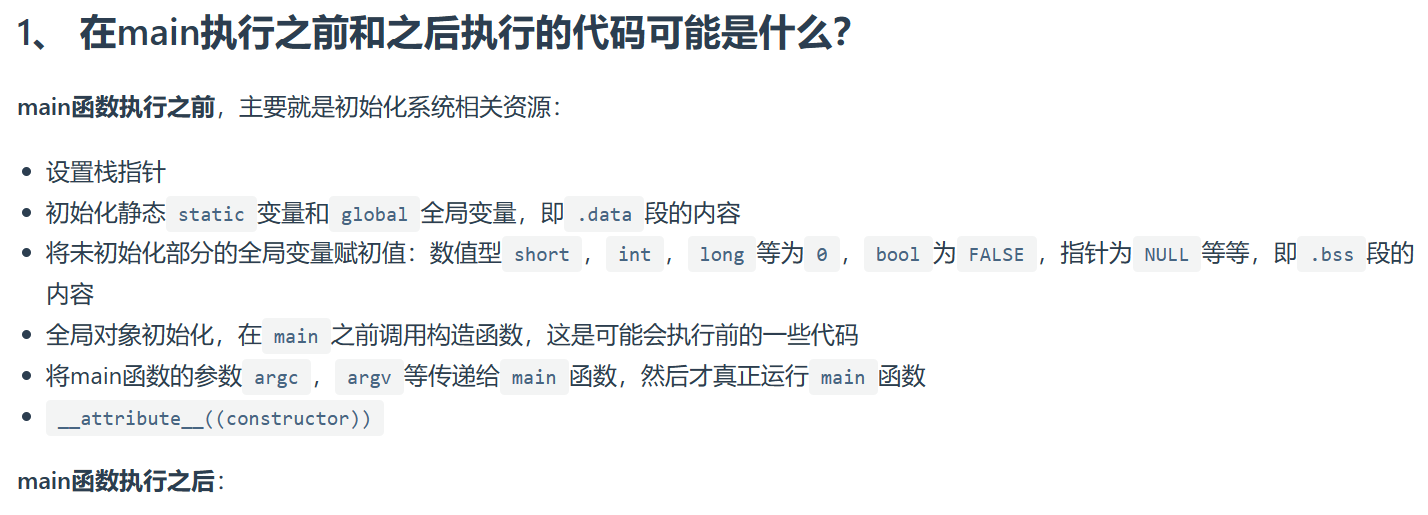 1、 在main执行之前和之后执行的代码可能是什么？
main函数执行之前，主要就是初始化系统相关资源：
设置栈指针
初始化静态 static 变量和 global 全局变量，即 .data 段的内容
将未初始化部分的全局变量赋初值：数值型 short ， int ， long 等为 0 ， bool 为 FALSE ，指针为 NULL 等等，即 .bss 段的
内容
全局对象初始化，在 main 之前调用构造函数，这是可能会执行前的一些代码
将main函数的参数 argc ， argv 等传递给 main 函数，然后才真正运行 main 函数
__attribute__((constructor))
main函数执行之后：